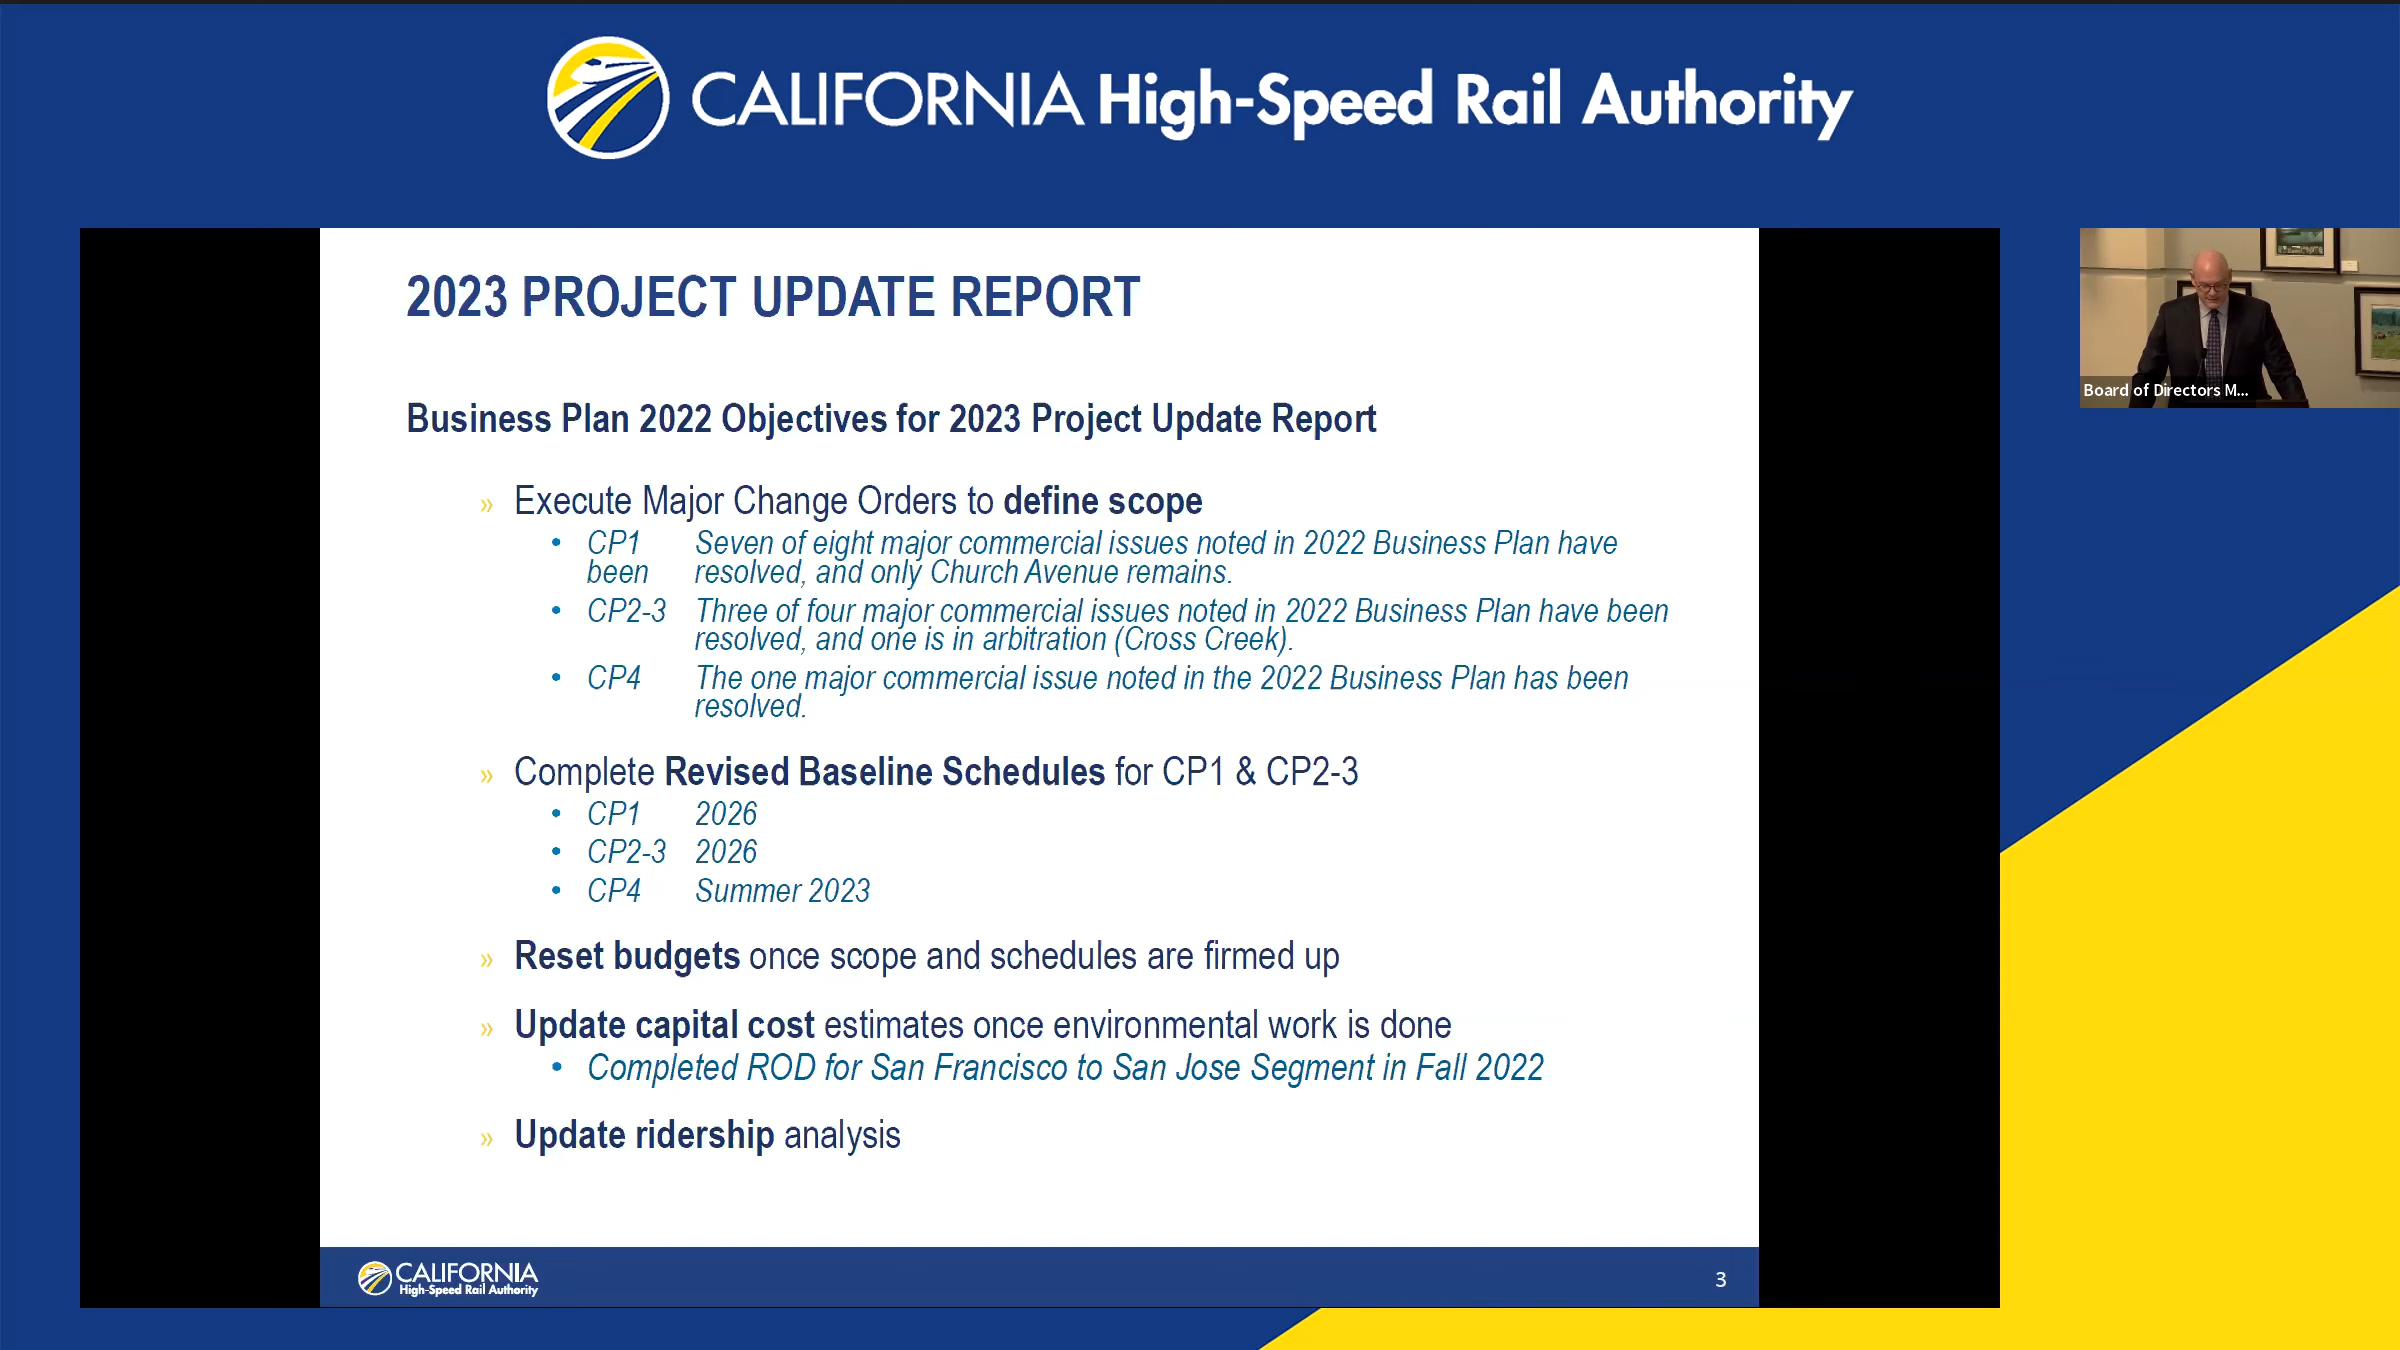 CALIFORNIA High-Speed Rail Authority
2023 PROJECT UPDATE REPORT
Business Plan 2022 Objectives for 2023 Project Update Report
» Execute Major Change Orders to define scope
• CP1 Seven of eight major commercial issues noted in 2022 Business Plan have
been resolved, and only Church Avenue remains.
• CP2-3 Three of four major commercial issues noted in 2022 Business Plan have been
resolved, and one is in arbitration (Cross Creek).
• CP4 The one major commercial issue noted in the 2022 Business Plan has been
resolved.
» Complete Revised Baseline Schedules for CP1 & CP2-3
• CP1 2026
• CP2-3 2026
• CP4 Summer 2023
» Reset budgets once scope and schedules are firmed up
» Update capital cost estimates once environmental work is done
• Completed ROD for San Francisco to San Jose Segment in Fall 2022
» Update ridership analysis
CALIFORNIA
High-Speed Rail Authority
3
Board of Directors M...